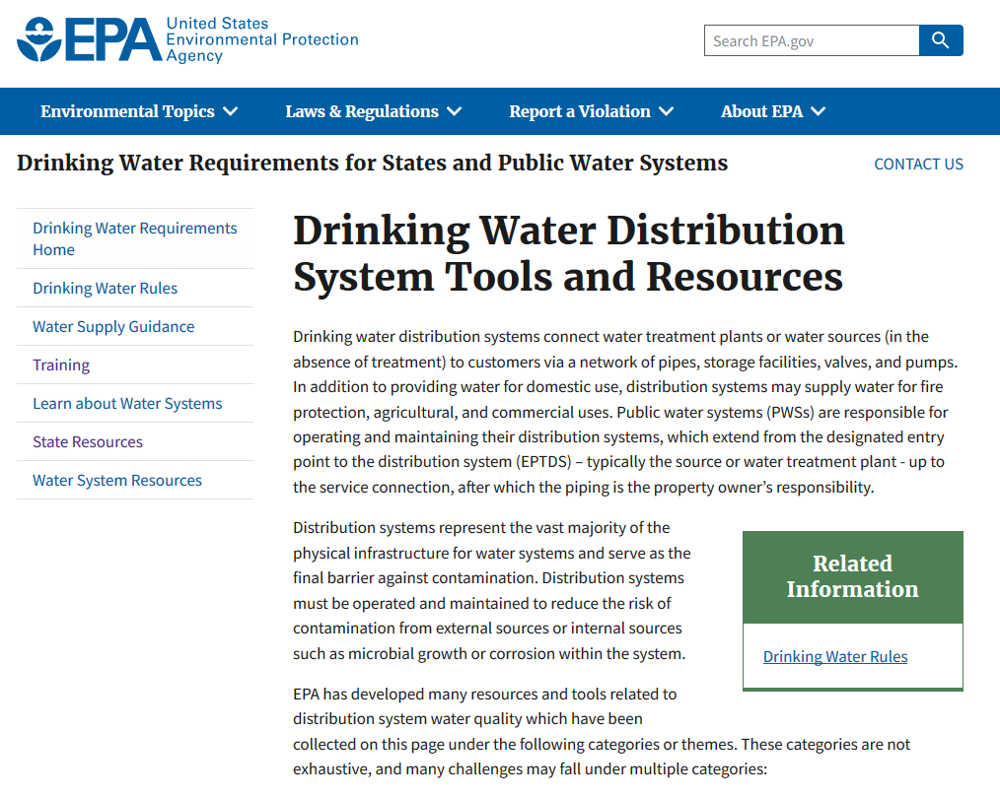 EPA
United States
Environmental Protection
Agency
Search EPA.gov
Environmental Topics
Laws & Regulations
Report a Violation
About EPA
Drinking Water Requirements for States and Public Water Systems
CONTACT US
Drinking Water Requirements
Home
Drinking Water Rules
Water Supply Guidance
Training
Learn about Water Systems
State Resources
Water System Resources
Drinking Water Distribution
System Tools and Resources
Drinking water distribution systems connect water treatment plants or water sources (in the
absence of treatment) to customers via a network of pipes, storage facilities, valves, and pumps.
In addition to providing water for domestic use, distribution systems may supply water for fire
protection, agricultural, and commercial uses. Public water systems (PWSs) are responsible for
operating and maintaining their distribution systems, which extend from the designated entry
point to the distribution system (EPTDS) – typically the source or water treatment plant - up to
the service connection, after which the piping is the property owner’s responsibility.
Distribution systems represent the vast majority of the
physical infrastructure for water systems and serve as the
final barrier against contamination. Distribution systems
must be operated and maintained to reduce the risk of
contamination from external sources or internal sources
such as microbial growth or corrosion within the system.
Related
Information
Drinking Water Rules
EPA has developed many resources and tools related to
distribution system water quality which have been
collected on this page under the following categories or themes. These categories are not
exhaustive, and many challenges may fall under multiple categories: